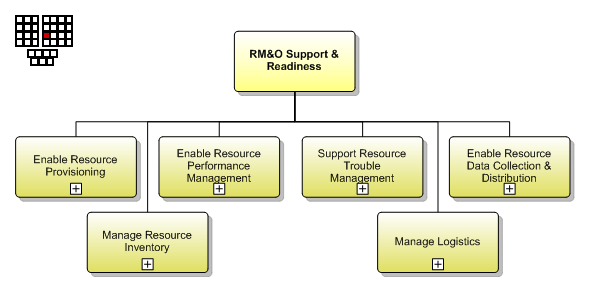 RM&O Support &
Readiness
Enable Resource
Provisioning
Enable Resource
Performance
Management
Support Resource
Trouble
Management
Enable Resource
Data Collection &
Distribution
Manage Resource
Inventory
Manage Logistics